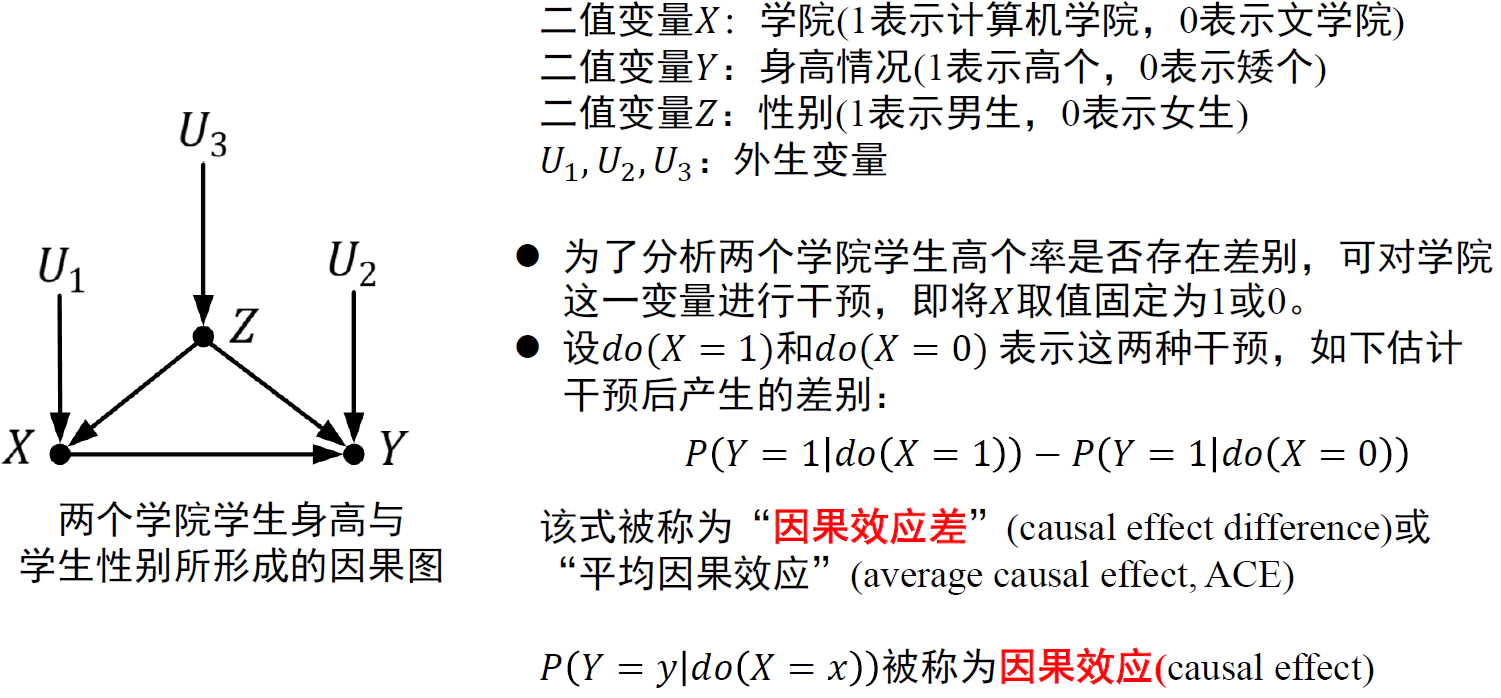 二值变量X: 学院(1表示计算机学院，0表示文学院)
二值变量Y：身高情况(1表示高个，0表示矮个)
二值变量Z：性别(1表示男生，0表示女生)
U₁, U₂, U₃：外生变量
U₃
U₁
U₂
Z
X
Y
两个学院学生身高与
学生性别所形成的因果图
● 为了分析两个学院学生高个率是否存在差别，可对学院
这一变量进行干预，即将X取值固定为1或0。
● 设do(X = 1)和do(X = 0) 表示这两种干预，如下估计
干预后产生的差别：
P(Y = 1|do(X = 1)) − P(Y = 1|do(X = 0))
该式被称为“因果效应差”(causal effect difference)或
“平均因果效应”(average causal effect, ACE)
P(Y = y|do(X = x))被称为因果效应(causal effect)